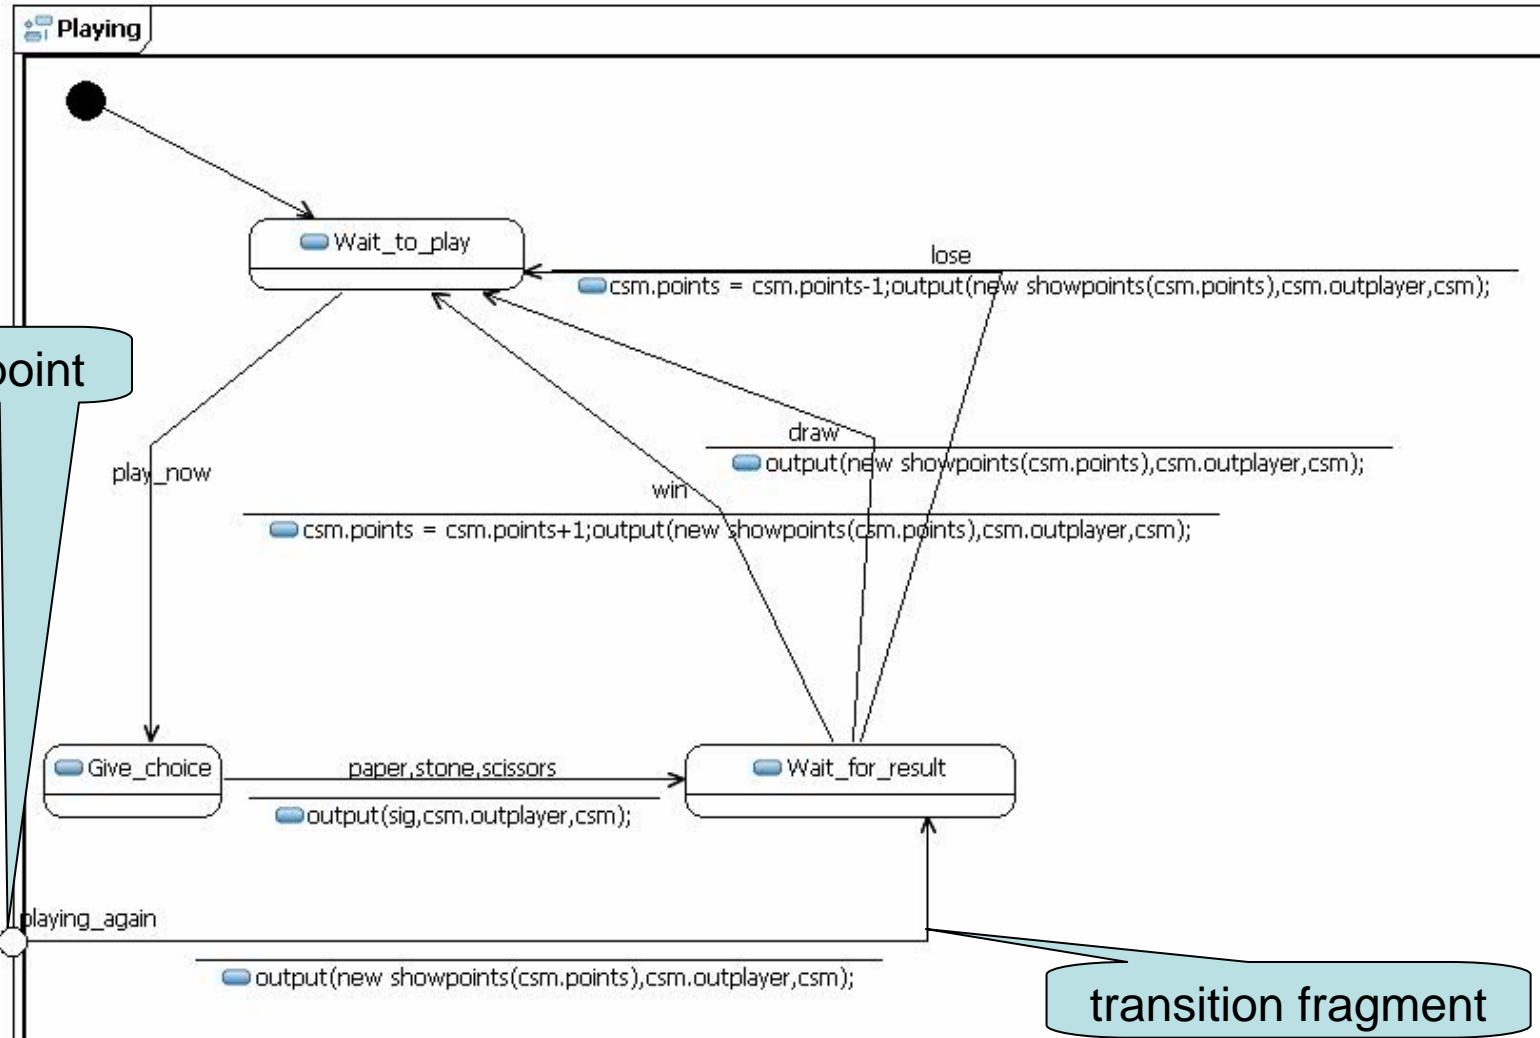 Playing
Wait_to_play
lose
csm.points = csm.points-1;output(new showpoints(csm.points),csm.outplayer,csm);
point
draw
output(new showpoints(csm.points),csm.outplayer,csm);
play_now
win
csm.points = csm.points+1;output(new showpoints(csm.points),csm.outplayer,csm);
Give_choice
paper,stone,scissors
Wait_for_result
output(sig,csm.outplayer,csm);
playing_again
output(new showpoints(csm.points),csm.outplayer,csm);
transition fragment